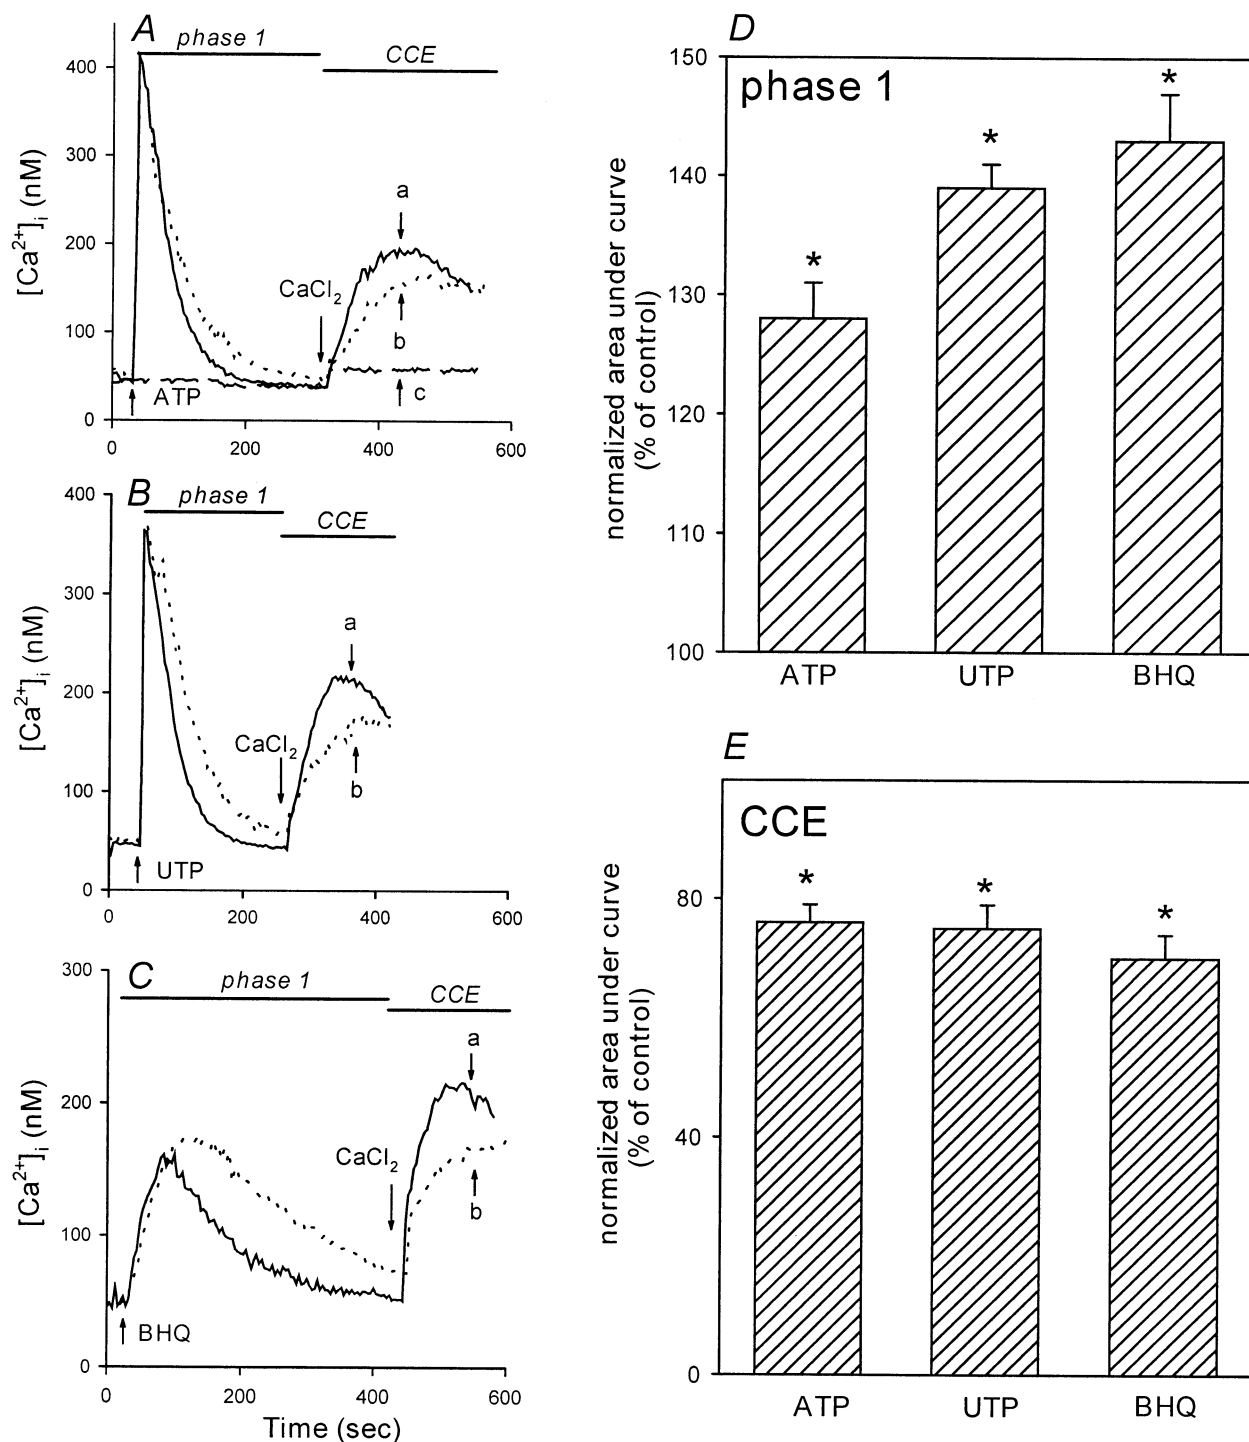 A
phase 1
CCE
400
300
200
100
0
[Ca2+]i (nM)
a
CaCl2
b
ATP
c
0
200
400
600
B
phase 1
CCE
400
300
200
100
0
[Ca2+]i (nM)
a
CaCl2
b
UTP
0
200
400
600
C
phase 1
CCE
300
200
100
0
[Ca2+]i (nM)
a
CaCl2
b
BHQ
0
200
400
600
Time (sec)
D
phase 1
150
140
130
120
110
100
normalized area under curve
(% of control)
*
*
*
ATP
UTP
BHQ
E
CCE
80
40
0
normalized area under curve
(% of control)
*
*
*
ATP
UTP
BHQ